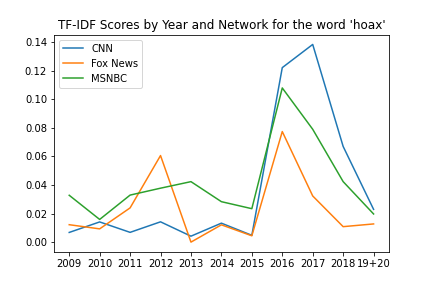 TF-IDF Scores by Year and Network for the word 'hoax'
CNN
Fox News
MSNBC
0.14
0.12
0.10
0.08
0.06
0.04
0.02
0.00
2009 2010 2011 2012 2013 2014 2015 2016 2017 2018 19+20